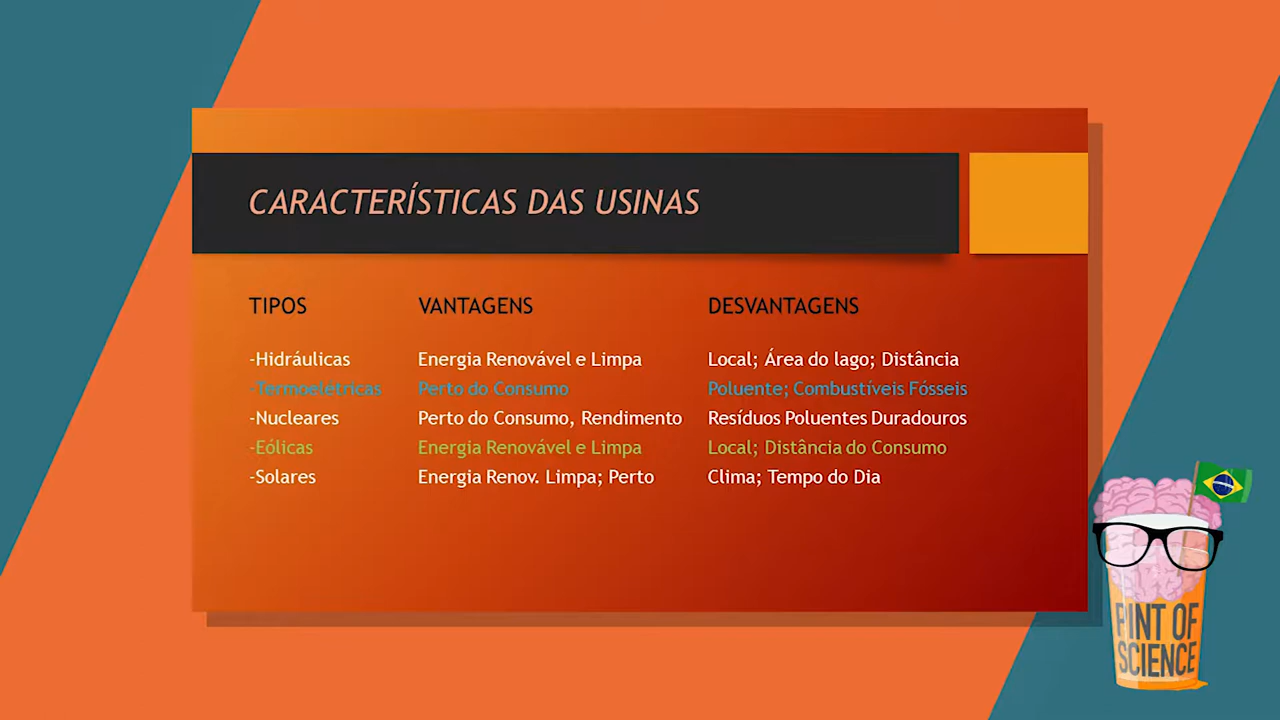 CARACTERÍSTICAS DAS USINAS
TIPOS VANTAGENS DESVANTAGENS
-Hidráulicas Energia Renovável e Limpa Local; Área do lago; Distância
-Termoelétricas Perto do Consumo Poluente; Combustíveis Fósseis
-Nucleares Perto do Consumo, Rendimento Resíduos Poluentes Duradouros
-Eólicas Energia Renovável e Limpa Local; Distância do Consumo
-Solares Energia Renov. Limpa; Perto Clima; Tempo do Dia
PINT OF
SCIENCE